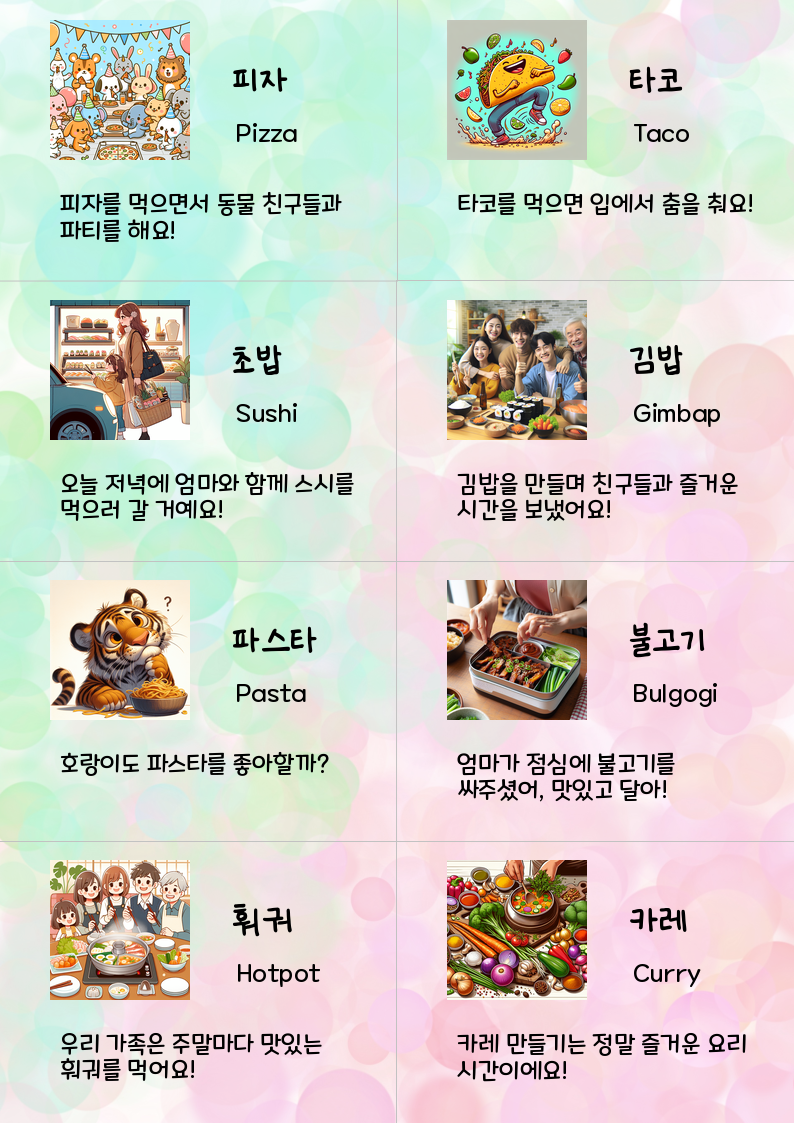 피자
Pizza
피자를 먹으면서 동물 친구들과
파티를 해요!
타코
Taco
타코를 먹으면 입에서 춤을 춰요!
초밥
Sushi
오늘 저녁에 엄마와 함께 스시를
먹으러 갈 거예요!
김밥
Gimbap
김밥을 만들며 친구들과 즐거운
시간을 보냈어요!
파스타
Pasta
?
호랑이도 파스타를 좋아할까?
불고기
Bulgogi
엄마가 점심에 불고기를
싸주셨어, 맛있고 달아!
훠궈
Hotpot
우리 가족은 주말마다 맛있는
훠궈를 먹어요!
카레
Curry
카레 만들기는 정말 즐거운 요리
시간이에요!